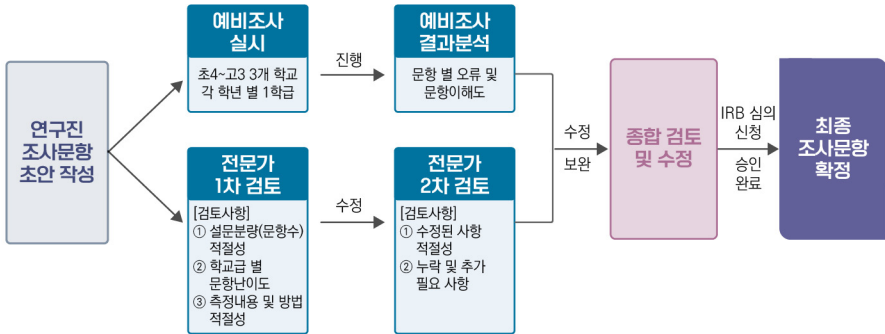 연구진
조사문항
초안 작성
예비조사
실시
초4~고3 3개 학교
각 학년 별 1학급
진행
예비조사
결과분석
문항 별 오류 및
문항이해도
전문가
1차 검토
[검토사항]
① 설문분량(문항수)
적절성
② 학교급 별
문항난이도
③ 측정내용 및 방법
적절성
수정
전문가
2차 검토
[검토사항]
① 수정된 사항
적절성
② 누락 및 추가
필요 사항
수정
보완
종합 검토
및 수정
IRB 심의
신청
승인
완료
최종
조사문항
확정